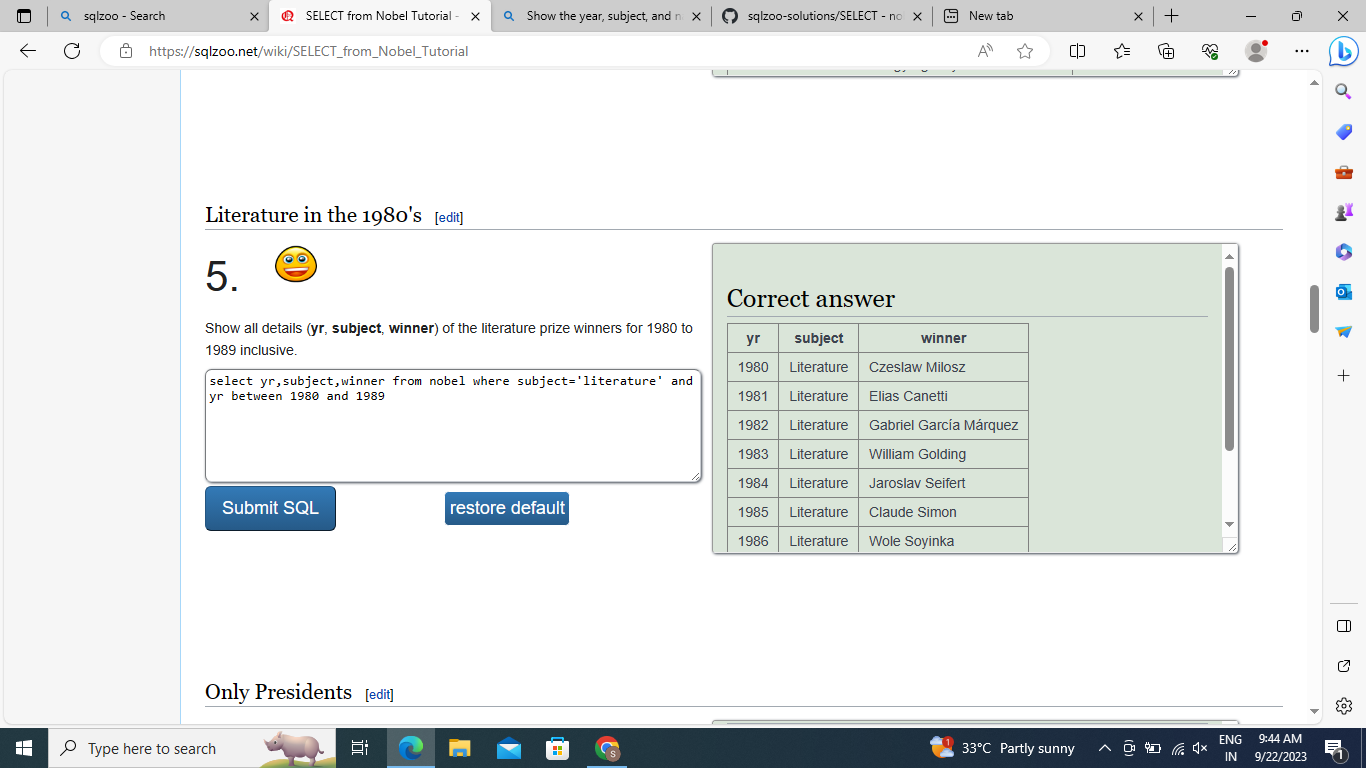 sqlzoo - Search
SELECT from Nobel Tutorial -
Show the year, subject, and n
sqlzoo-solutions/SELECT - no
New tab
https://sqlzoo.net/wiki/SELECT_from_Nobel_Tutorial
Literature in the 1980's [edit]
5.
Show all details (yr, subject, winner) of the literature prize winners for 1980 to
1989 inclusive.
select yr,subject,winner from nobel where subject='literature' and
yr between 1980 and 1989
Submit SQL
restore default
Correct answer
yr subject winner
1980 Literature Czeslaw Milosz
1981 Literature Elias Canetti
1982 Literature Gabriel García Márquez
1983 Literature William Golding
1984 Literature Jaroslav Seifert
1985 Literature Claude Simon
1986 Literature Wole Soyinka
Only Presidents [edit]
Type here to search
S
1
33°C Partly sunny
ENG
IN
9:44 AM
9/22/2023
1